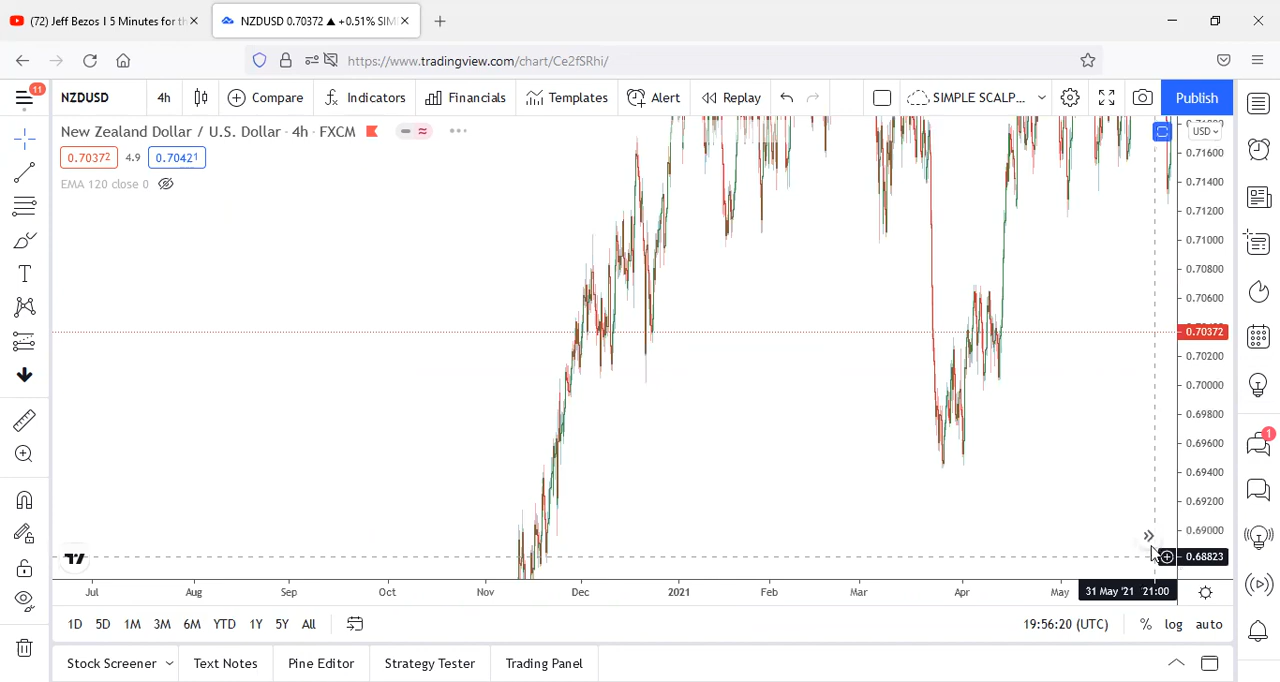 (72) Jeff Bezos I 5 Minutes for th
NZDUSD 0.70372 ▲ +0.51% SIM
https://www.tradingview.com/chart/Ce2fSRhi/
11
NZDUSD
4h
Compare
Indicators
Financials
Templates
Alert
Replay
SIMPLE SCALP...
Publish
New Zealand Dollar / U.S. Dollar · 4h · FXCM
USD
0.70372
4.9
0.70421
EMA 120 close 0
0.71600
0.71400
0.71200
0.71000
0.70800
0.70600
0.70372
0.70200
0.70000
0.69800
0.69600
0.69400
0.69200
0.69000
0.68823
1
Jul
Aug
Sep
Oct
Nov
Dec
2021
Feb
Mar
Apr
May
31 May '21 21:00
1D
5D
1M
3M
6M
YTD
1Y
5Y
All
19:56:20 (UTC)
%
log
auto
Stock Screener
Text Notes
Pine Editor
Strategy Tester
Trading Panel